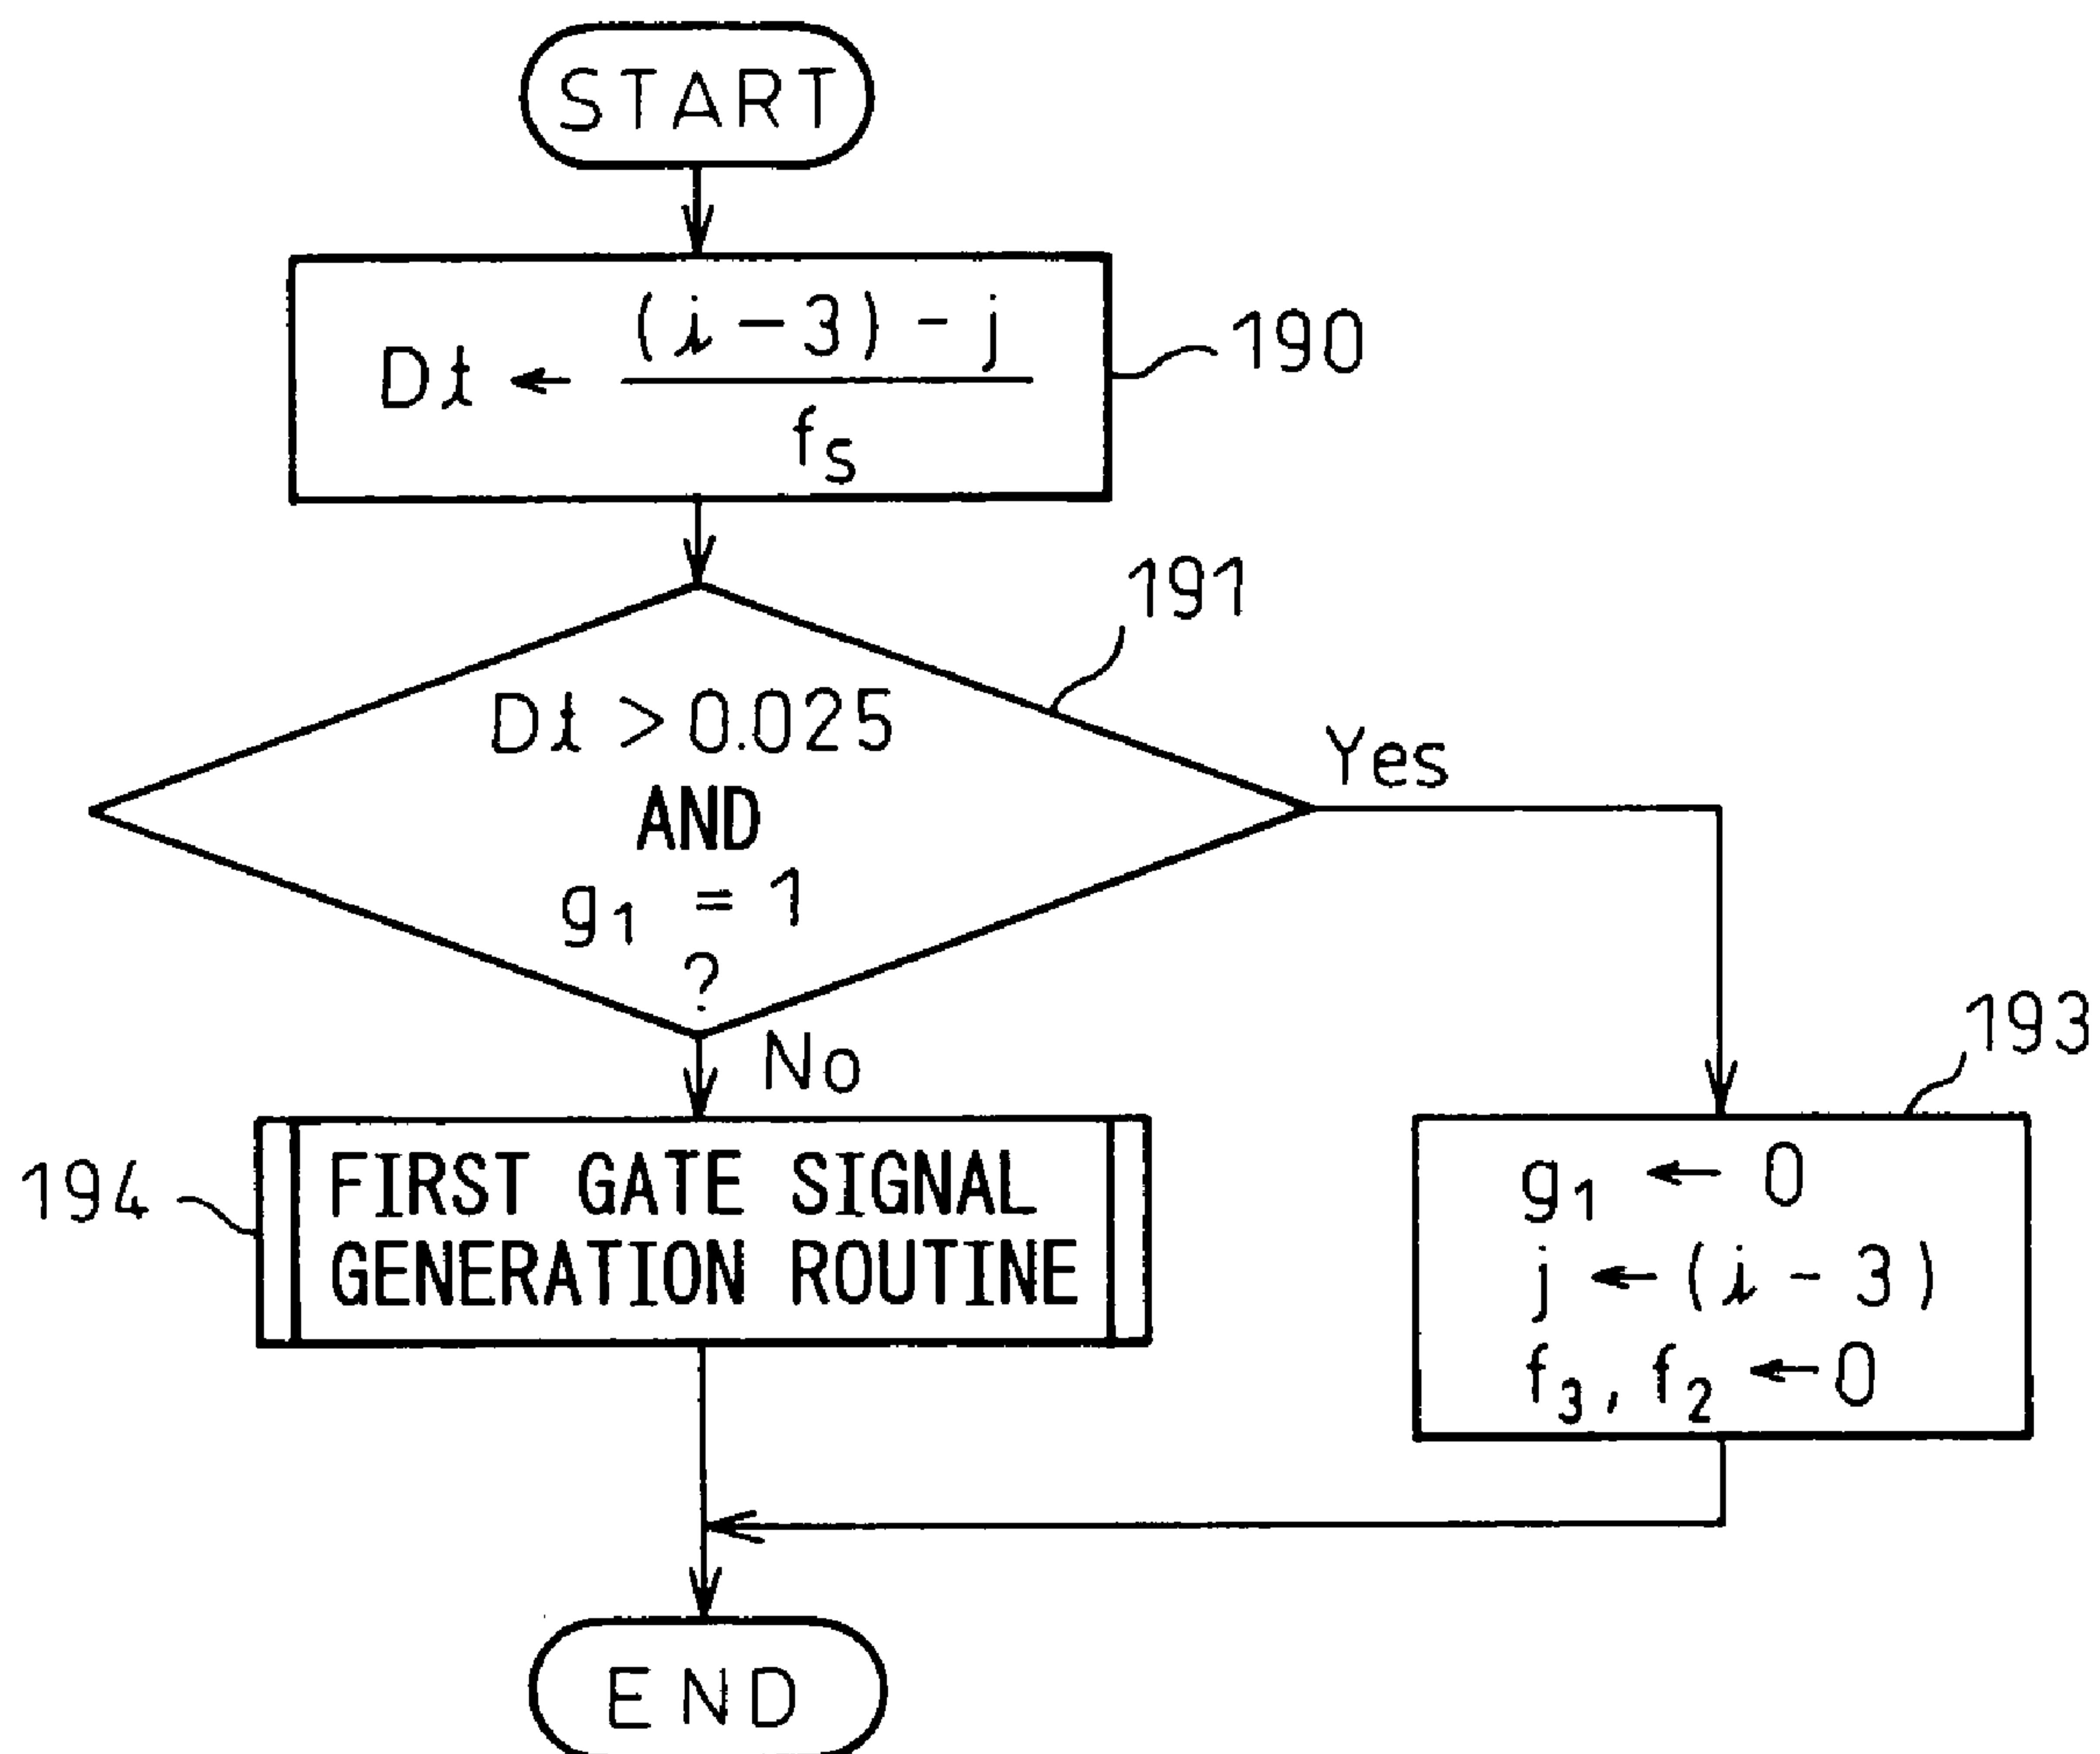 START
Dt ← (i - 3) - j
fs
190
191
Dt > 0.025
AND
g1 = 1
?
Yes
No
193
194
FIRST GATE SIGNAL
GENERATION ROUTINE
g1 ← 0
j ← (i - 3)
f3, f2 ← 0
END